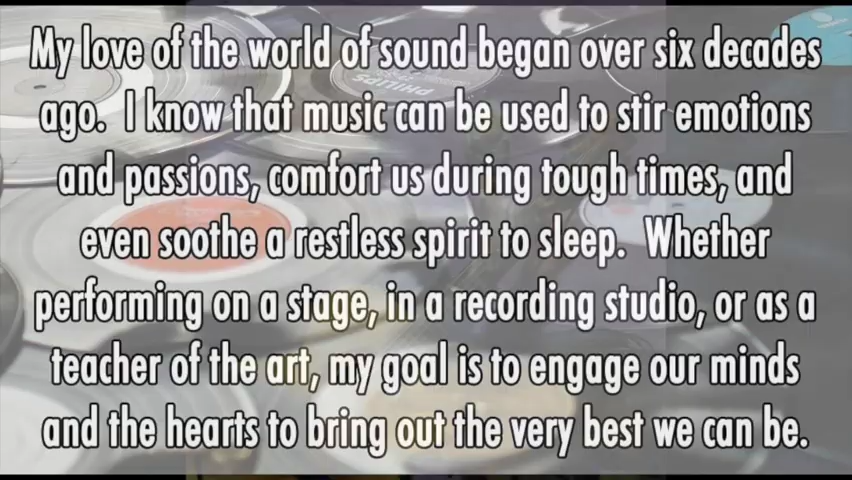 My love of the world of sound began over six decades
ago.  I know that music can be used to stir emotions
and passions, comfort us during tough times, and
even soothe a restless spirit to sleep.  Whether
performing on a stage, in a recording studio, or as a
teacher of the art, my goal is to engage our minds
and the hearts to bring out the very best we can be.
PHILIPS